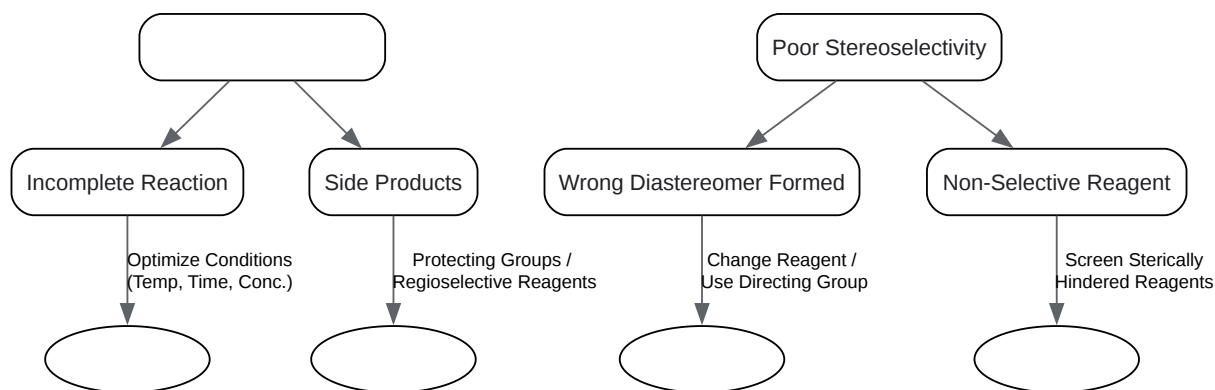 Poor Stereoselectivity
Incomplete Reaction
Side Products
Wrong Diastereomer Formed
Non-Selective Reagent
Optimize Conditions
(Temp, Time, Conc.)
Protecting Groups /
Regioselective Reagents
Change Reagent /
Use Directing Group
Screen Sterically
Hindered Reagents